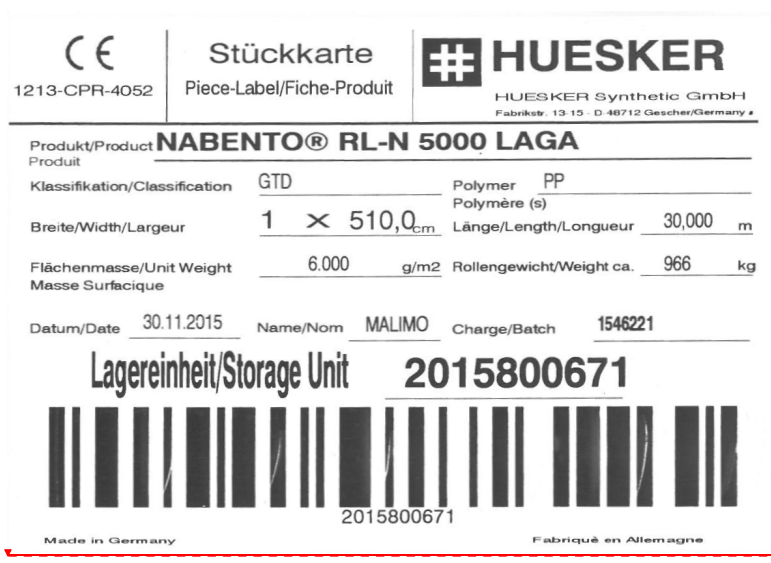 CE
1213-CPR-4052
Stückkarte
Piece-Label/Fiche-Produit
HUESKER
HUESKER Synthetic GmbH
Fabrikstr. 13-15 · D-48712 Gescher/Germany
Produkt/Product NABENTO® RL-N 5000 LAGA
Produit
Klassifikation/Classification GTD Polymer PP
Polymère (s)
Breite/Width/Largeur 1 × 510,0 cm Länge/Length/Longueur 30,000 m
Flächenmasse/Unit Weight 6.000 g/m2 Rollengewicht/Weight ca. 966 kg
Masse Surfacique
Datum/Date 30.11.2015 Name/Nom MALIMO Charge/Batch 1546221
Lagereinheit/Storage Unit 2015800671
2015800671
Made in Germany Fabriquè en Allemagne